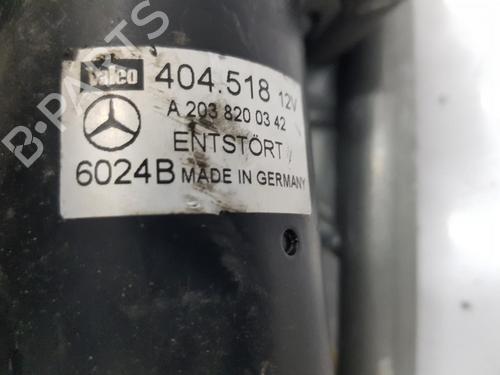 Valeo 404.518 12V
A 203 820 03 42
ENTSTÖRT
6024B MADE IN GERMANY
B-PARTS